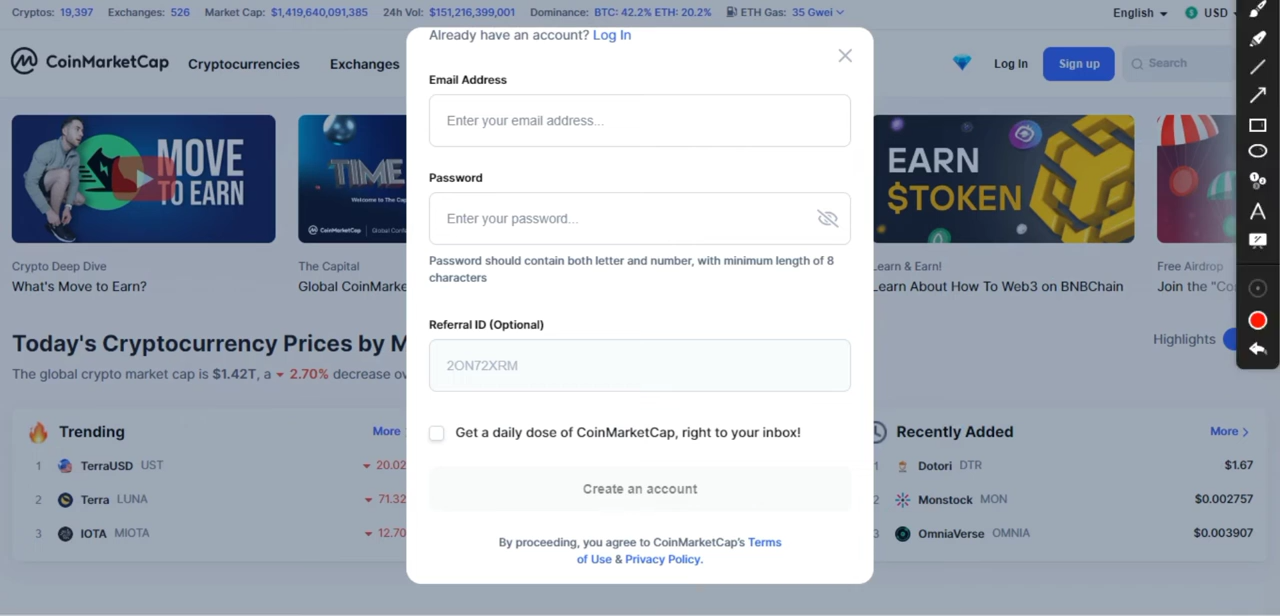 Cryptos: 19,397 Exchanges: 526 Market Cap: $1,419,640,091,385 24h Vol: $151,216,399,001 Dominance: BTC: 42.2% ETH: 20.2% ETH Gas: 35 Gwei English USD
CoinMarketCap Cryptocurrencies Exchanges Log In Sign up Search
Already have an account? Log In
Email Address
Enter your email address...
Password
Enter your password...
Password should contain both letter and number, with minimum length of 8
characters
Referral ID (Optional)
2ON72XRM
Get a daily dose of CoinMarketCap, right to your inbox!
Create an account
By proceeding, you agree to CoinMarketCap's Terms
of Use & Privacy Policy.
MOVE
TO EARN
Crypto Deep Dive
What's Move to Earn?
TIME
Welcome to The Cap
CoinMarketCap Global Conf
The Capital
Global CoinMarke
EARN
$TOKEN
Learn & Earn!
Learn About How To Web3 on BNBChain
Free Airdrop
Join the "Co
Today's Cryptocurrency Prices by M
The global crypto market cap is $1.42T, a 2.70% decrease ov
Highlights
Trending More
1 TerraUSD UST 20.02
2 Terra LUNA 71.32
3 IOTA MIOTA 12.70
Recently Added More
1 Dotori DTR $1.67
2 Monstock MON $0.002757
3 OmniaVerse OMNIA $0.003907